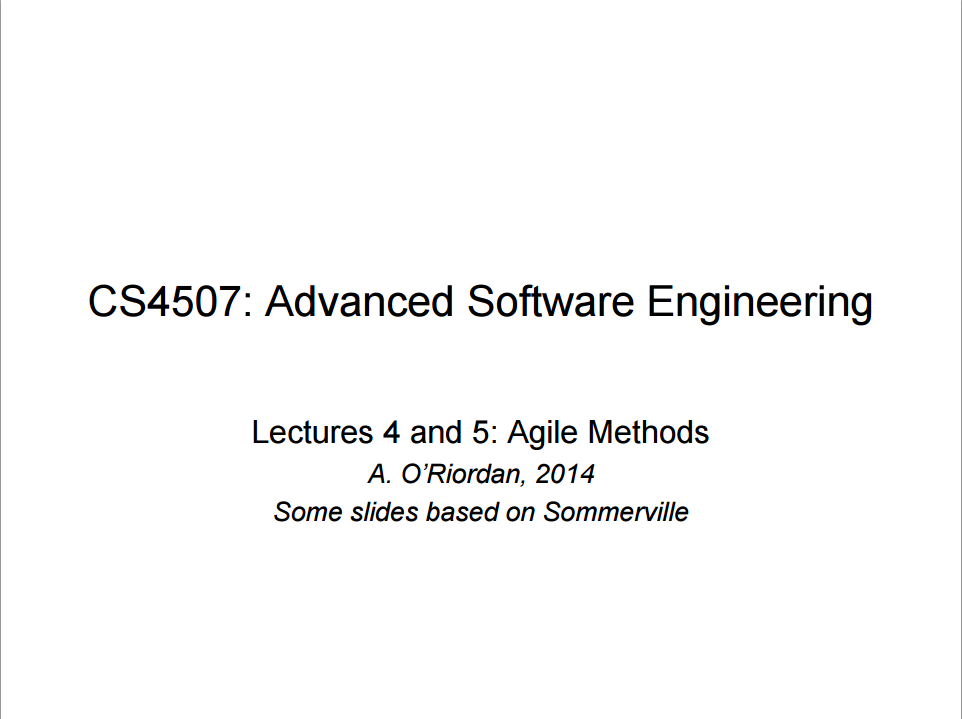 CS4507: Advanced Software Engineering
Lectures 4 and 5: Agile Methods
A. O’Riordan, 2014
Some slides based on Sommerville